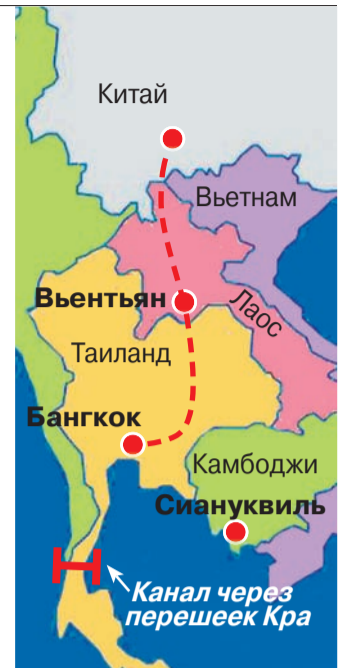 Китай
Вьетнам
Вьентьян
Лаос
Таиланд
Бангкок
Камбоджи
Сиануквиль
Канал через
перешеек Кра